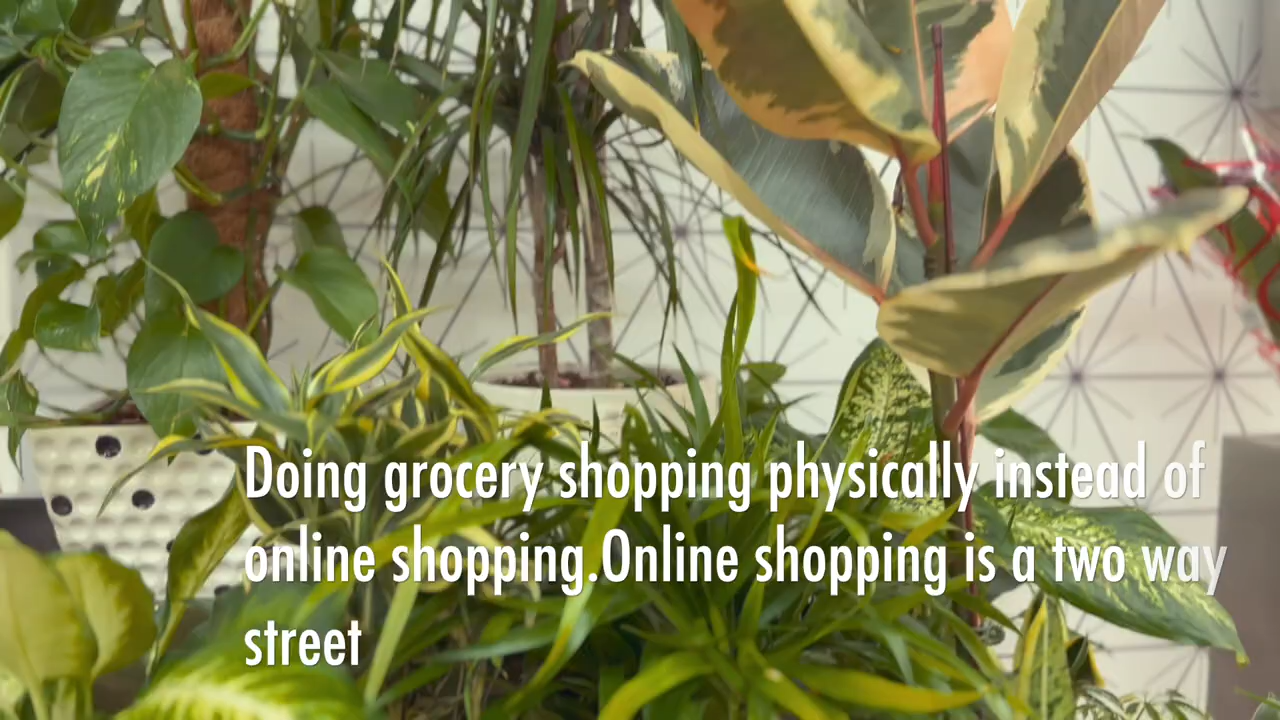 Doing grocery shopping physically instead of
online shopping.Online shopping is a two way
street